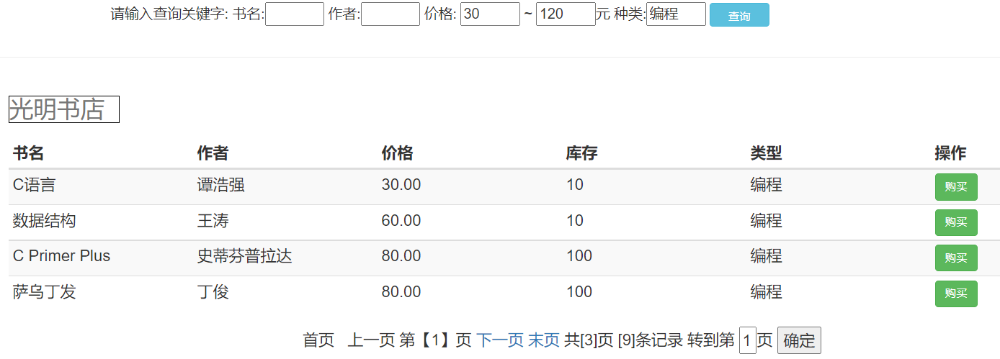 请输入查询关键字: 书名: 作者: 价格: 30 ~ 120 元 种类: 编程 查询
光明书店
书名 作者 价格 库存 类型 操作
C语言 谭浩强 30.00 10 编程 购买
数据结构 王涛 60.00 10 编程 购买
C Primer Plus 史蒂芬普拉达 80.00 100 编程 购买
萨乌丁发 丁俊 80.00 100 编程 购买
首页 上一页 第【1】页 下一页 末页 共[3]页 [9]条记录 转到第 1 页 确定